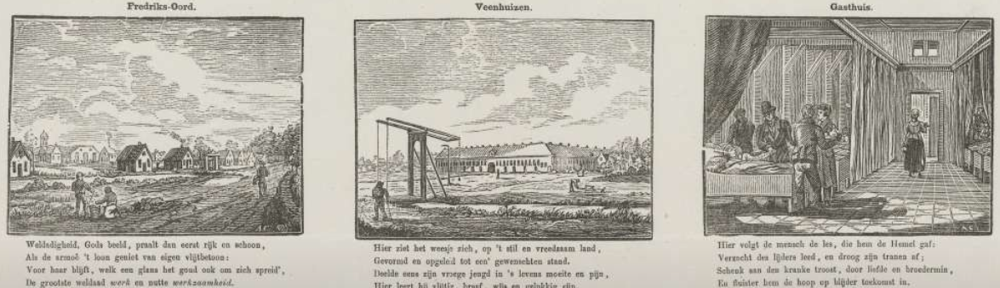 Fredriks-Oord.
Weldadigheid, Gods beeld, praalt dan eerst rijk en schoon,
Als de armoê 't loon geniet van eigen vlijtbetoon:
Voor haar blijft, welk een glans het goud ook om zich spreid',
De grootste weldaad werk en nutte werkzaamheid.
Veenhuizen.
Hier ziet het weesje zich, op 't stil en vreedzaam land,
Gevormd en opgeleid tot een' gewenschten stand.
Deelde eens zijn vroege jeugd in 's levens moeite en pijn,
Hier leert hij vlijtig, braaf, wijs en gelukkig zijn.
Gasthuis.
Hier volgt de mensch de les, die hem de Hemel gaf:
Verzacht des lijders leed, en droog zijn tranen af;
Schenk aan den kranke troost, door liefde en broedermin,
En fluister hem de hoop op blijder toekomst in.